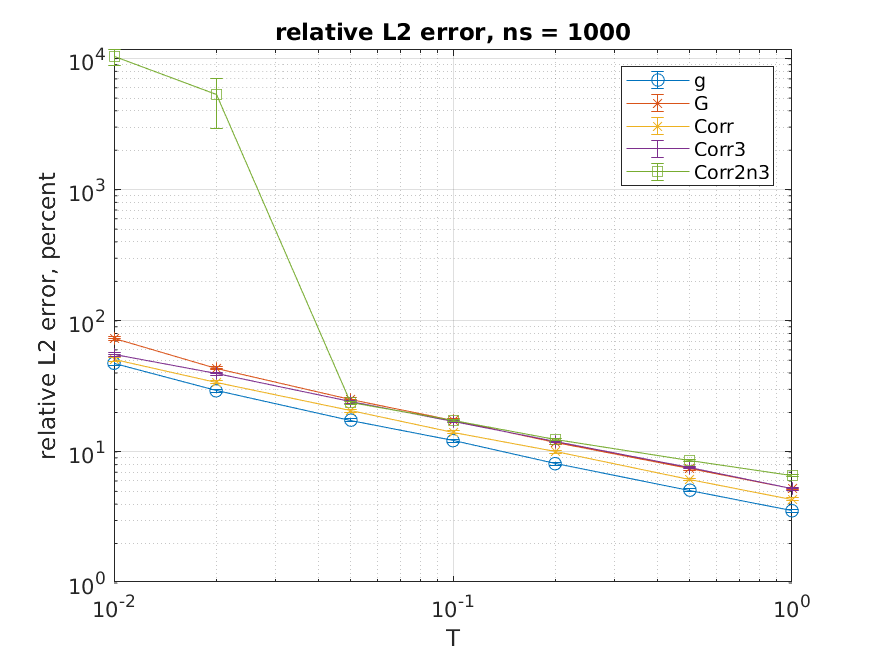 relative L2 error, ns = 1000
g
G
Corr
Corr3
Corr2n3
relative L2 error, percent
10^4
10^3
10^2
10^1
10^0
10^-2
10^-1
10^0
T